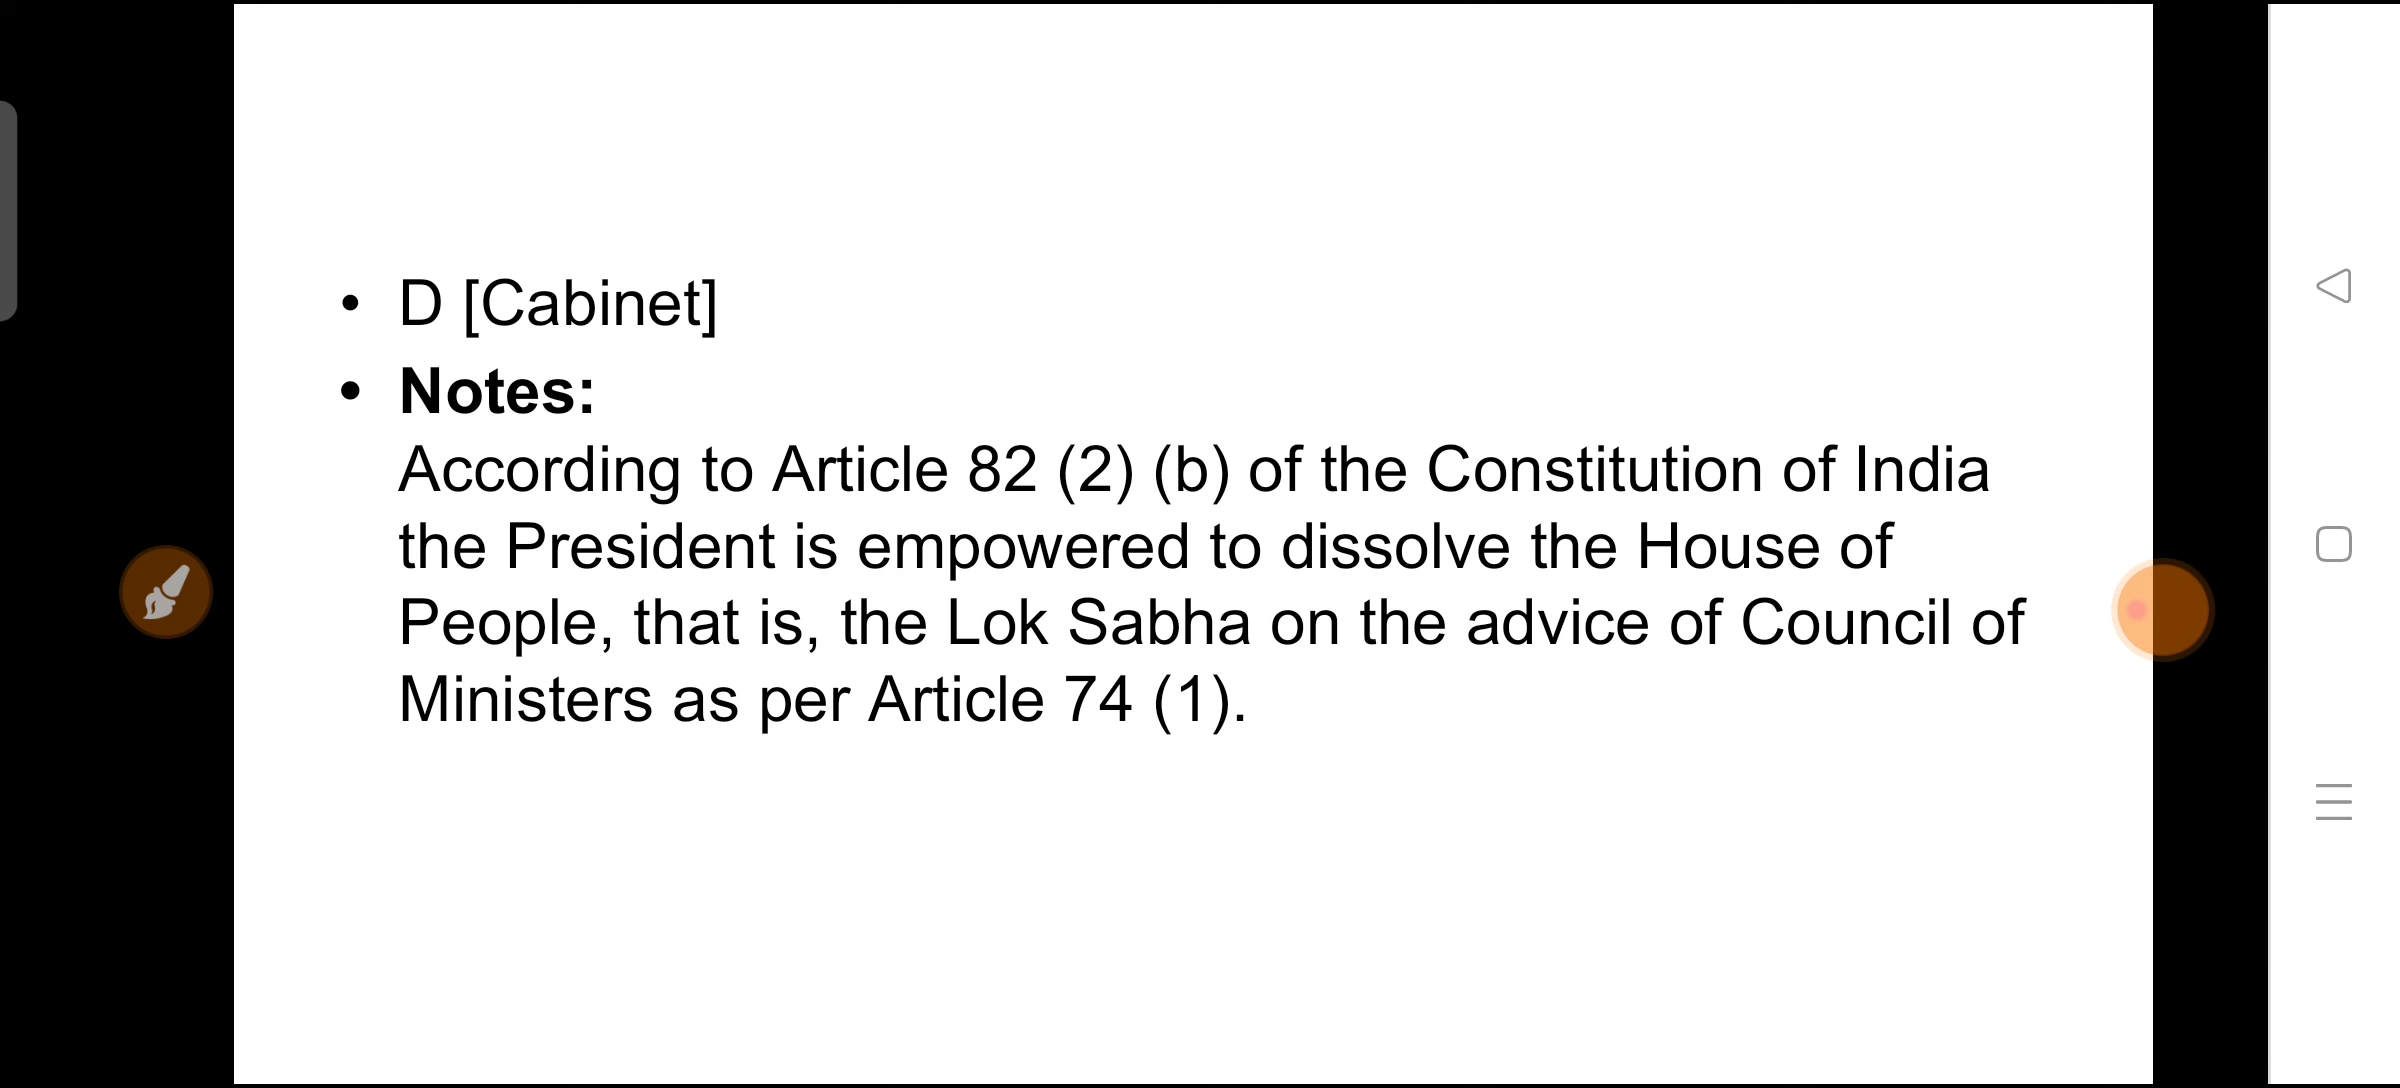 • D [Cabinet]
• Notes:
According to Article 82 (2) (b) of the Constitution of India
the President is empowered to dissolve the House of
People, that is, the Lok Sabha on the advice of Council of
Ministers as per Article 74 (1).